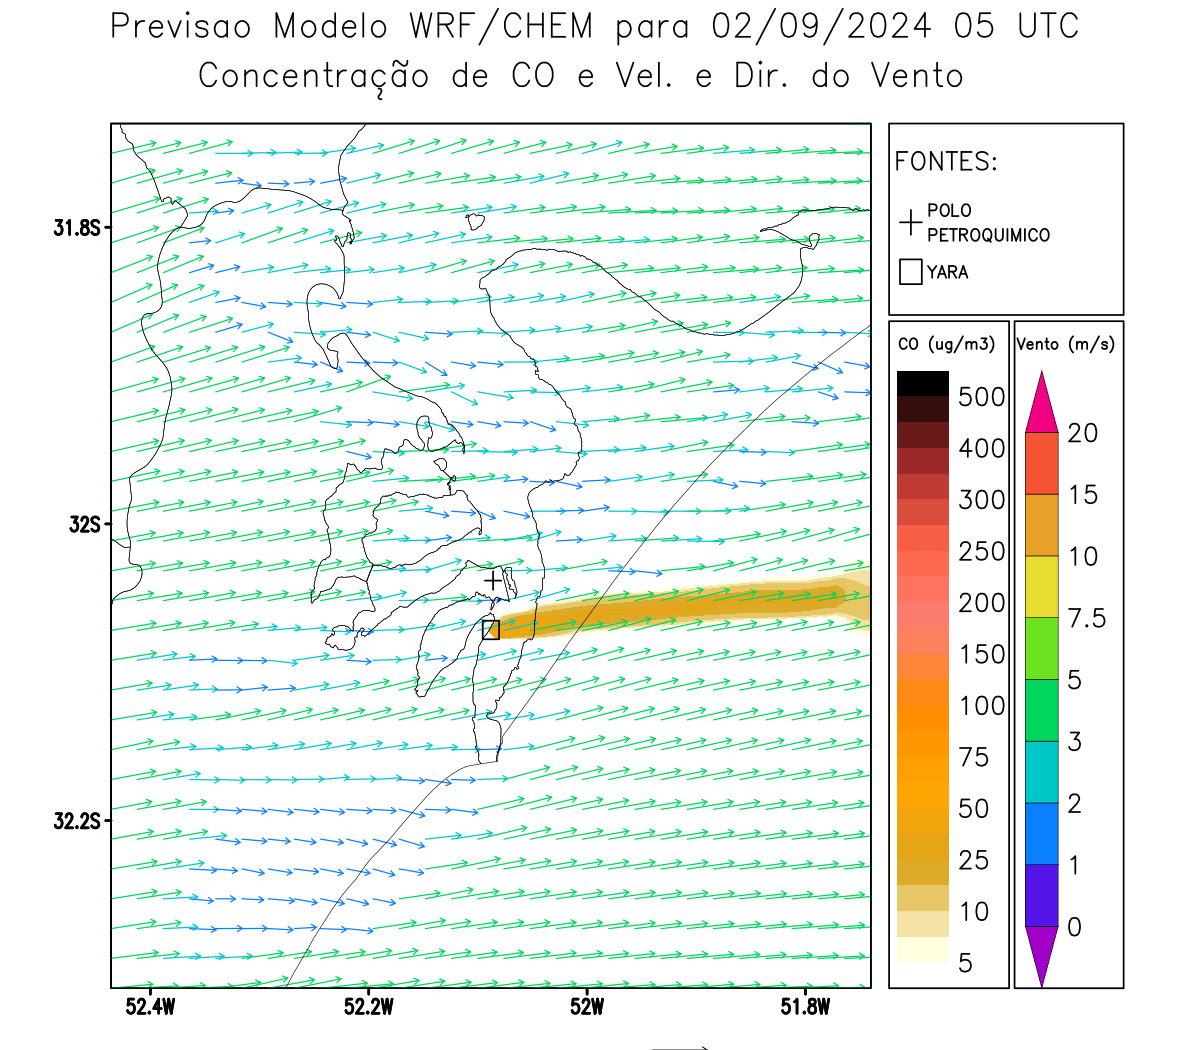 Previsao Modelo WRF/CHEM para 02/09/2024 05 UTC
Concentração de CO e Vel. e Dir. do Vento
FONTES:
POLO
PETROQUIMICO
YARA
31.8S
32S
32.2S
52.4W
52.2W
52W
51.8W
CO (ug/m3)
500
400
300
250
200
150
100
75
50
25
10
5
Vento (m/s)
20
15
10
7.5
5
3
2
1
0